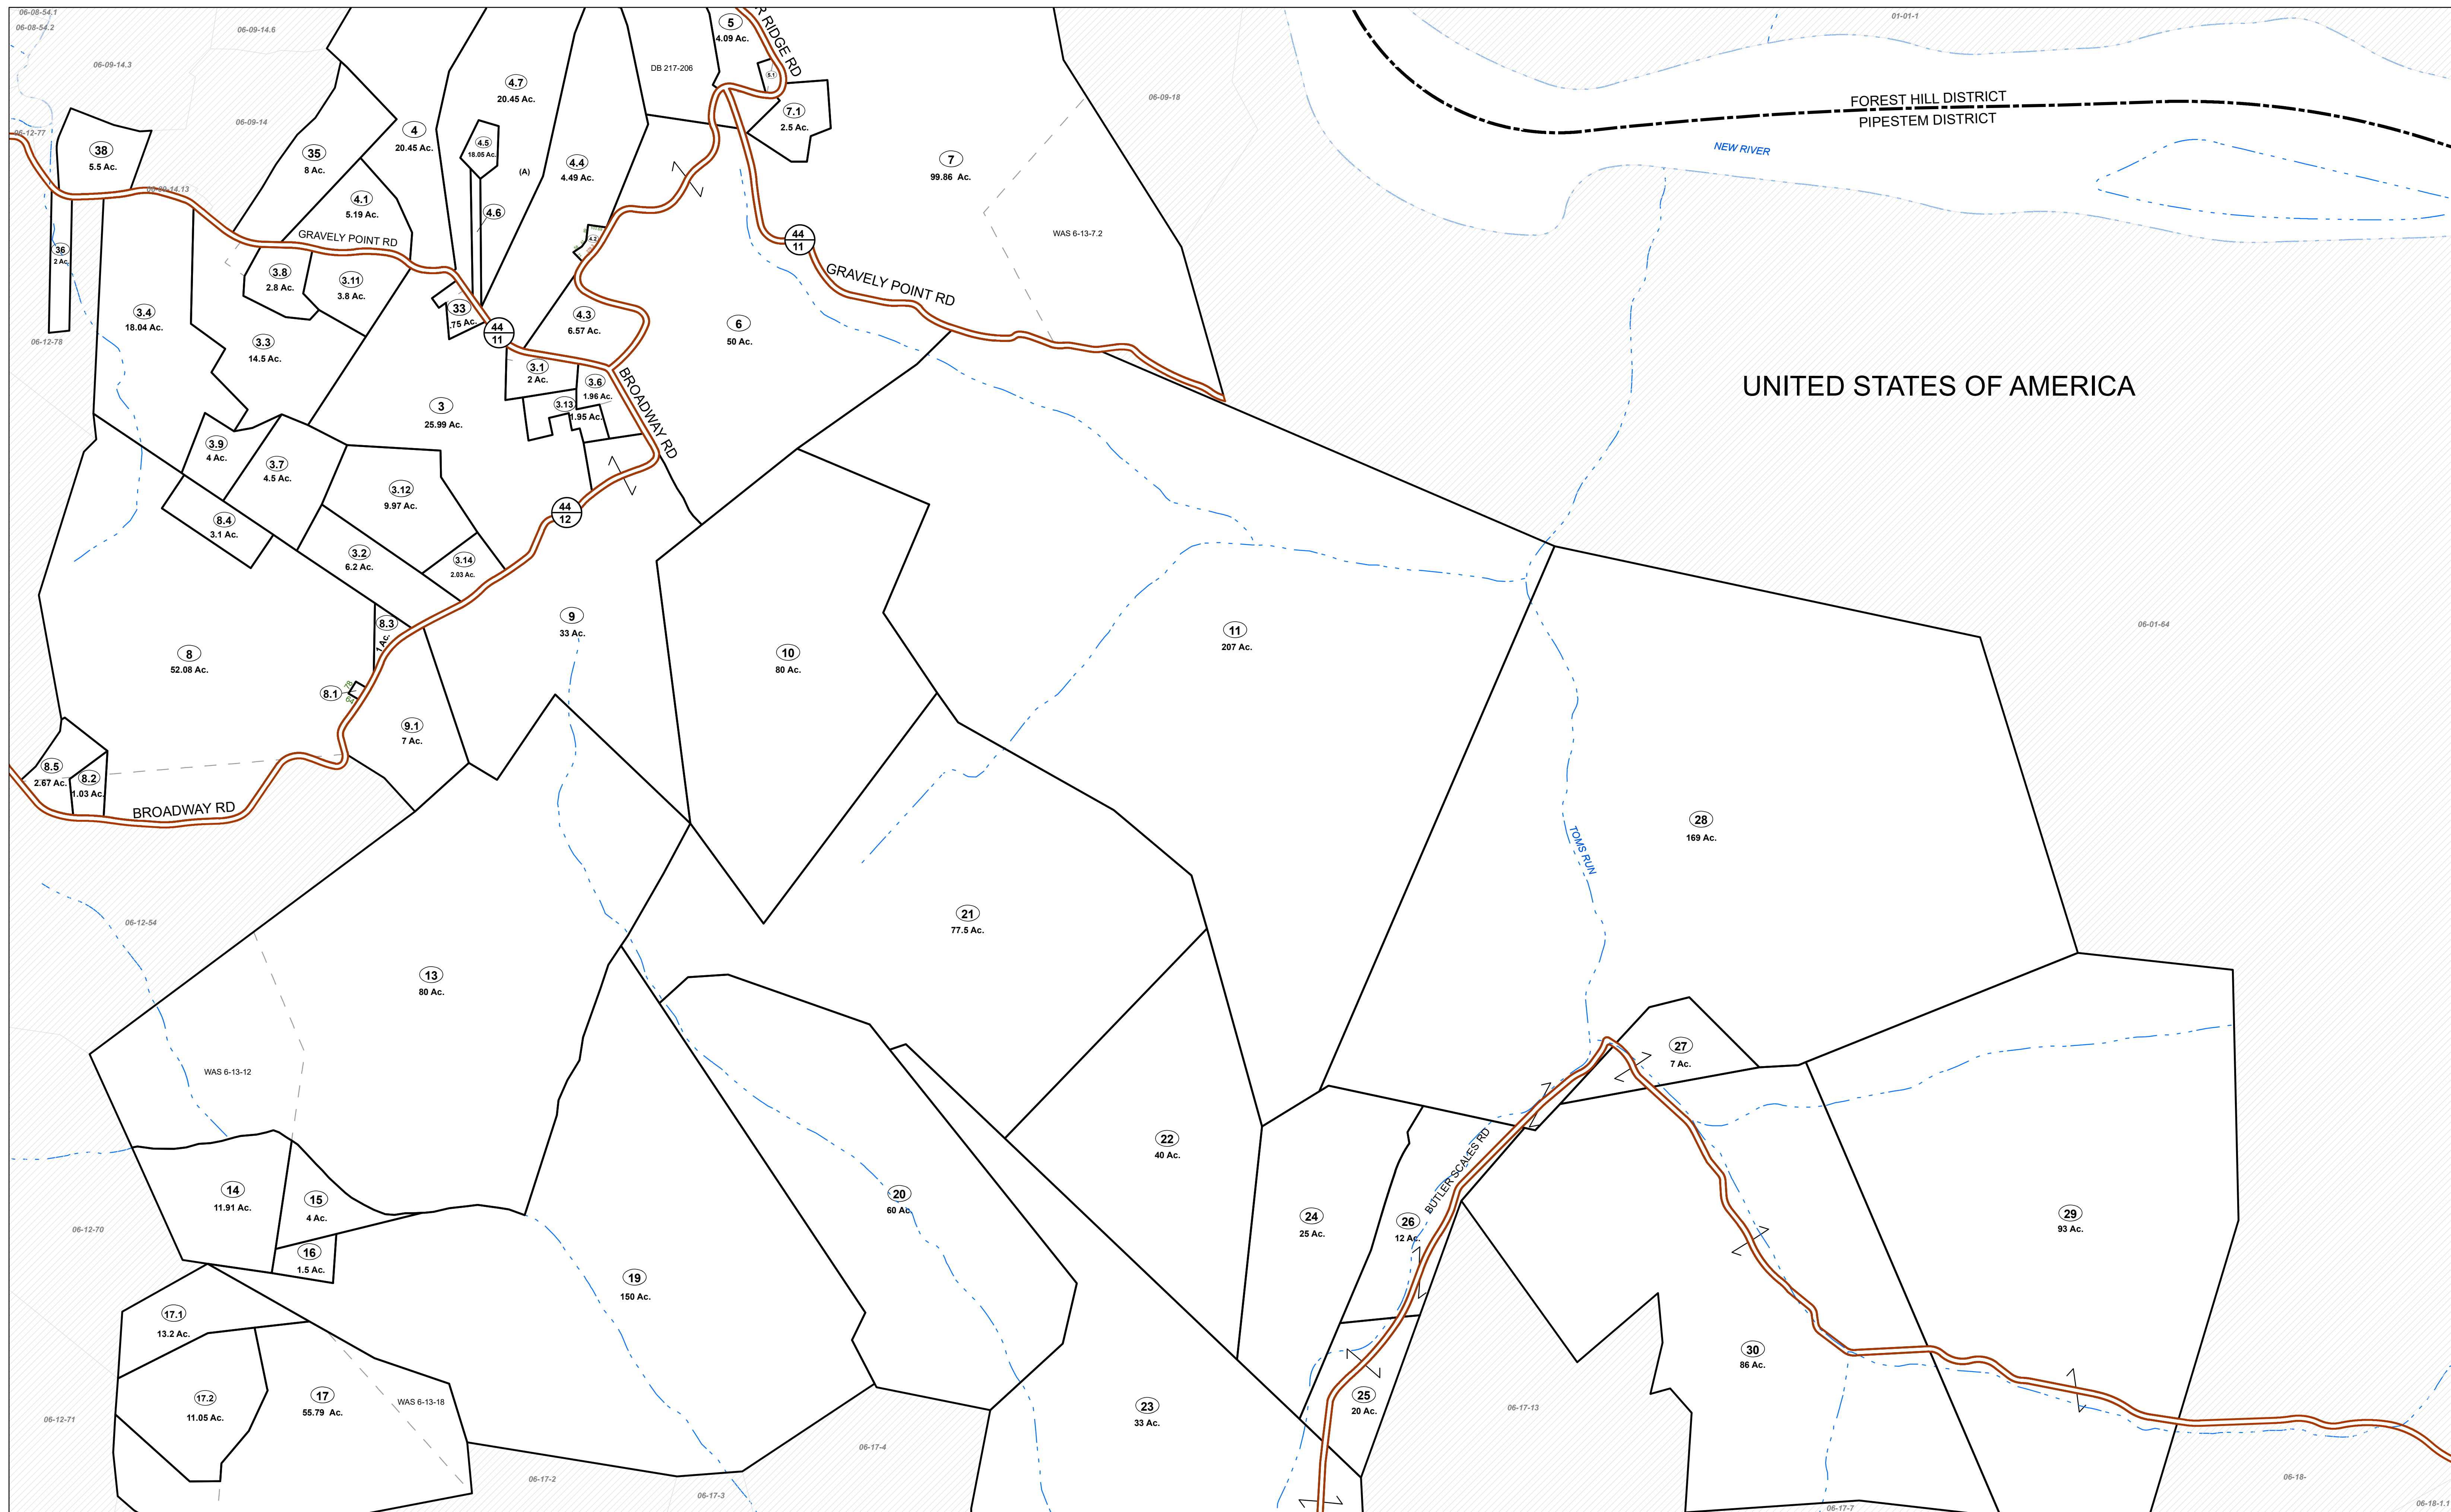 06-08-54.1
06-08-54.2
06-09-14.6
06-09-14.3
06-09-14
06-12-77
38
5.5 Ac.
06-09-14.13
35
8 Ac.
4
20.45 Ac.
4.7
20.45 Ac.
4.5
18.05 Ac.
(A)
4.4
4.49 Ac.
4.6
4.1
5.19 Ac.
GRAVELY POINT RD
DB 217-206
5
4.09 Ac.
R RIDGE RD
5.1
7.1
2.5 Ac.
7
99.86 Ac.
06-09-18
WAS 6-13-7.2
01-01-1
FOREST HILL DISTRICT
PIPESTEM DISTRICT
NEW RIVER
UNITED STATES OF AMERICA
06-01-64
36
2 Ac.
06-12-78
3.4
18.04 Ac.
3.8
2.8 Ac.
3.11
3.8 Ac.
3.3
14.5 Ac.
33
.75 Ac.
44
11
4.2
4.3
6.57 Ac.
44
11
GRAVELY POINT RD
6
50 Ac.
3.1
2 Ac.
3.6
1.96 Ac.
3.13
1.95 Ac.
BROADWAY RD
3
25.99 Ac.
3.9
4 Ac.
3.7
4.5 Ac.
3.12
9.97 Ac.
44
12
8.4
3.1 Ac.
3.2
6.2 Ac.
3.14
2.03 Ac.
8
52.08 Ac.
8.3
1 Ac.
8.1
78
64
9
33 Ac.
9.1
7 Ac.
8.5
2.67 Ac.
8.2
1.03 Ac.
BROADWAY RD
10
80 Ac.
11
207 Ac.
28
169 Ac.
TOMS RUN
06-12-54
13
80 Ac.
21
77.5 Ac.
WAS 6-13-12
22
40 Ac.
27
7 Ac.
BUTLER SCALES RD
14
11.91 Ac.
15
4 Ac.
16
1.5 Ac.
06-12-70
20
60 Ac.
24
25 Ac.
26
12 Ac.
29
93 Ac.
19
150 Ac.
17.1
13.2 Ac.
17.2
11.05 Ac.
17
55.79 Ac.
WAS 6-13-18
06-12-71
30
86 Ac.
25
20 Ac.
23
33 Ac.
06-17-13
06-17-4
06-17-2
06-17-3
06-17-7
06-18-
06-18-1.1